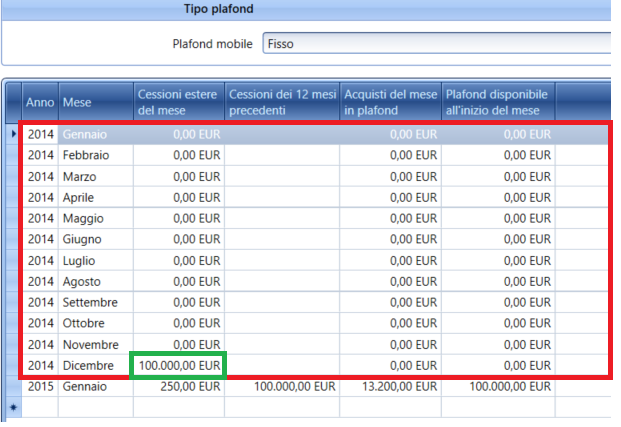 Tipo plafond
Plafond mobile Fisso
Anno Mese Cessioni estere del mese Cessioni dei 12 mesi precedenti Acquisti del mese in plafond Plafond disponibile all'inizio del mese
2014 Gennaio 0,00 EUR 0,00 EUR 0,00 EUR
2014 Febbraio 0,00 EUR 0,00 EUR 0,00 EUR
2014 Marzo 0,00 EUR 0,00 EUR 0,00 EUR
2014 Aprile 0,00 EUR 0,00 EUR 0,00 EUR
2014 Maggio 0,00 EUR 0,00 EUR 0,00 EUR
2014 Giugno 0,00 EUR 0,00 EUR 0,00 EUR
2014 Luglio 0,00 EUR 0,00 EUR 0,00 EUR
2014 Agosto 0,00 EUR 0,00 EUR 0,00 EUR
2014 Settembre 0,00 EUR 0,00 EUR 0,00 EUR
2014 Ottobre 0,00 EUR 0,00 EUR 0,00 EUR
2014 Novembre 0,00 EUR 0,00 EUR 0,00 EUR
2014 Dicembre 100.000,00 EUR 0,00 EUR 0,00 EUR
2015 Gennaio 250,00 EUR 100.000,00 EUR 13.200,00 EUR 100.000,00 EUR